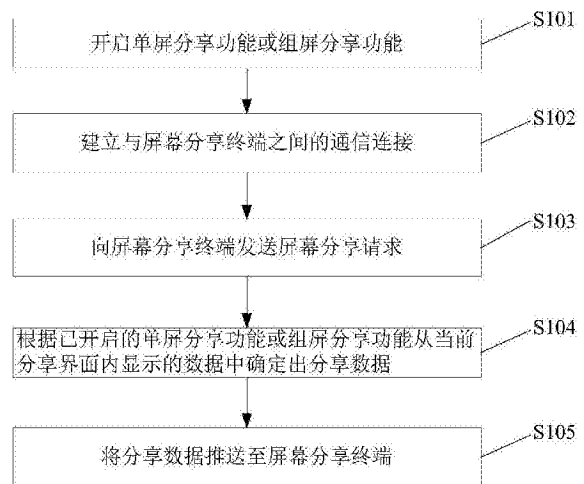 S101
开启单屏分享功能或组屏分享功能
S102
建立与屏幕分享终端之间的通信连接
S103
向屏幕分享终端发送屏幕分享请求
S104
根据已开启的单屏分享功能或组屏分享功能从当前
分享界面内显示的数据中确定出分享数据
S105
将分享数据推送至屏幕分享终端